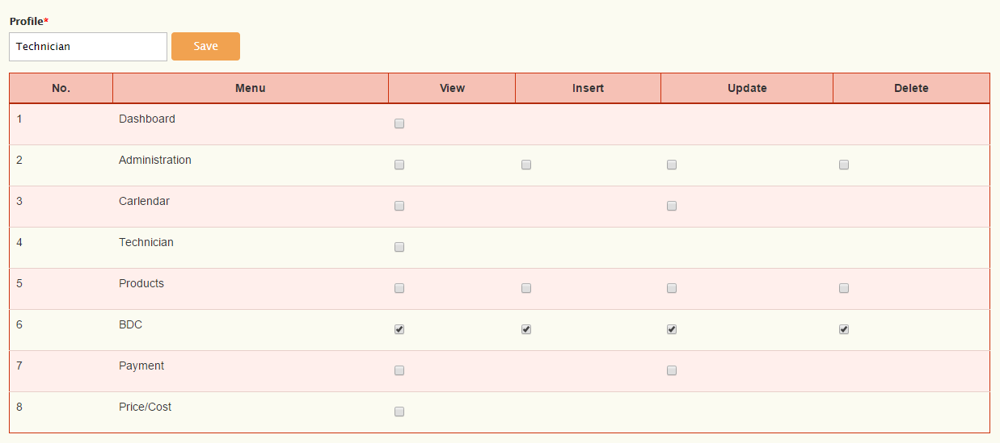 Profile*
Technician Save
No. Menu View Insert Update Delete
1 Dashboard
2 Administration
3 Carlendar
4 Technician
5 Products
6 BDC
7 Payment
8 Price/Cost